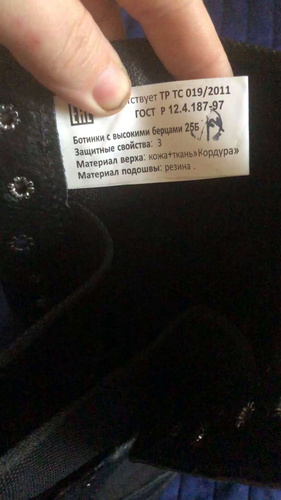 тствует ТР ТС 019/2011
ГОСТ Р 12.4.187-97
Ботинки с высокими берцами 25Б
Защитные свойства: З
Материал верха: кожа+ткань»Кордура»
Материал подошвы: резина .